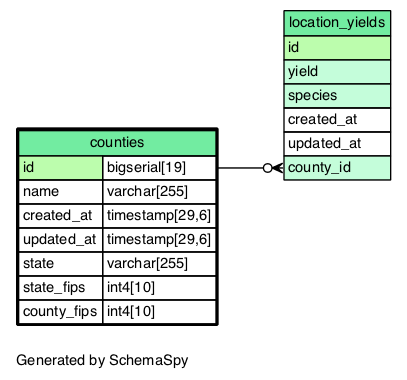 location_yields
id
yield
species
created_at
updated_at
county_id
counties
id bigserial[19]
name varchar[255]
created_at timestamp[29,6]
updated_at timestamp[29,6]
state varchar[255]
state_fips int4[10]
county_fips int4[10]
Generated by SchemaSpy